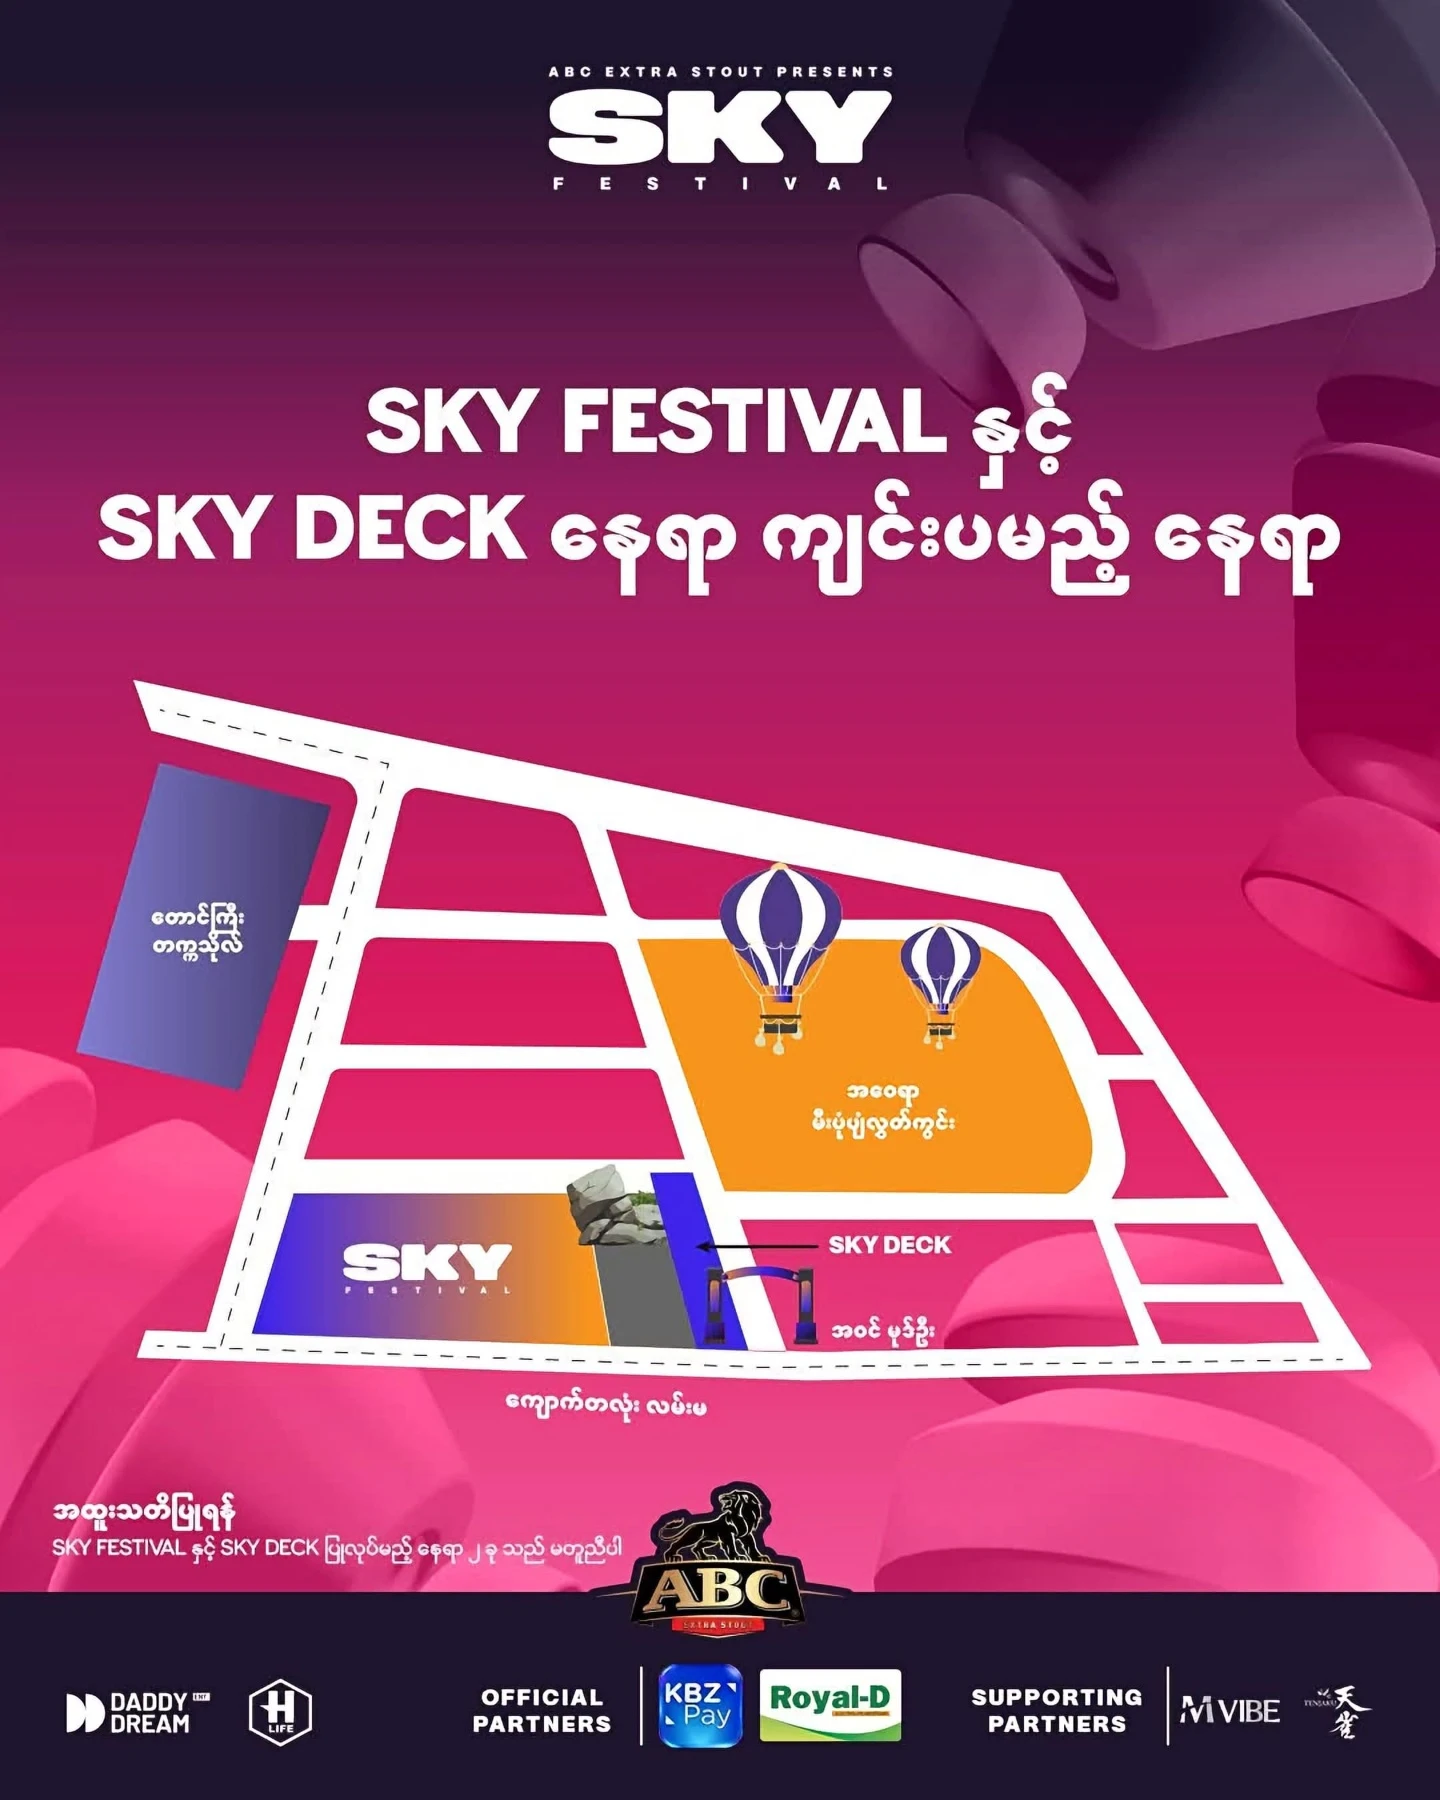 ABC EXTRA STOUT PRESENTS
SKY
FESTIVAL
SKY FESTIVAL နှင့်
SKY DECK နေရာ ကျင်းပမည့် နေရာ
တောင်ကြီး
တက္ကသိုလ်
အဝေရာ
မီးပုံးပျံလွှတ်ကွင်း
SKY
FESTIVAL
SKY DECK
အဝင် မုဒ်ဦး
ကျောက်တလုံး လမ်းမ
အထူးသတိပြုရန်
SKY FESTIVAL နှင့် SKY DECK ပြုလုပ်မည့် နေရာ ၂ ခု သည် မတူညီပါ
ABC
EXTRA STOUT
DADDY ENT
DREAM
H
LIFE
OFFICIAL
PARTNERS
KBZ
Pay
Royal-D
SUPPORTING
PARTNERS
M VIBE
TENJAKU
天雀